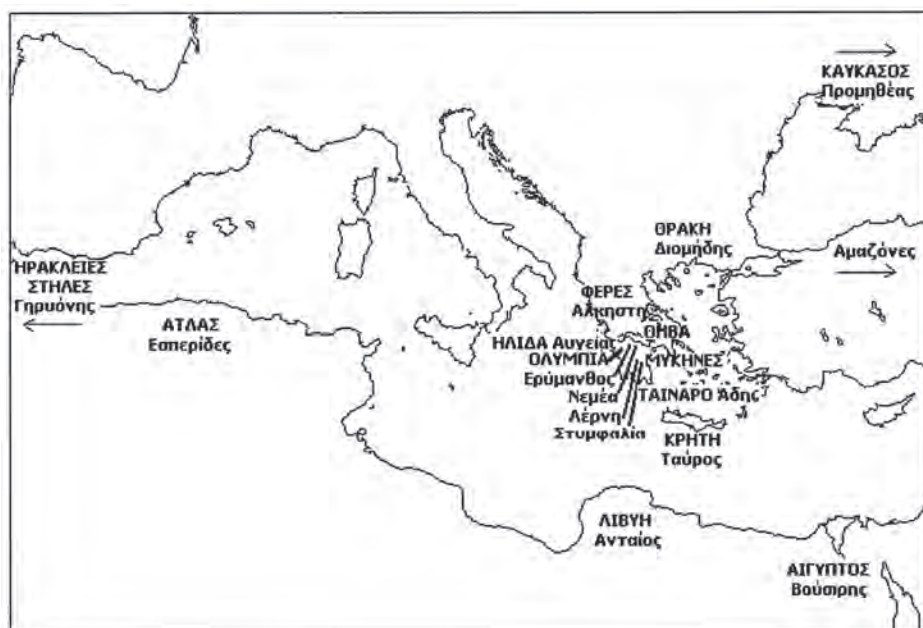 ΚΑΥΚΑΣΟΣ
Προμηθέας
ΘΡΑΚΗ
Διομήδης
Αμαζόνες
ΗΡΑΚΛΕΙΕΣ
ΣΤΗΛΕΣ
Γηρυόνης
ΑΤΛΑΣ
Εσπερίδες
ΦΕΡΕΣ
Άλκηστη
ΘΗΒΑ
ΗΛΙΔΑ Αυγείας
ΟΛΥΜΠΙΑ
ΜΥΚΗΝΕΣ
Ερύμανθος
Νεμέα
ΤΑΙΝΑΡΟ Άδης
Λέρνη
Στυμφαλία
ΚΡΗΤΗ
Ταύρος
ΛΙΒΥΗ
Ανταίος
ΑΙΓΥΠΤΟΣ
Βούσιρης